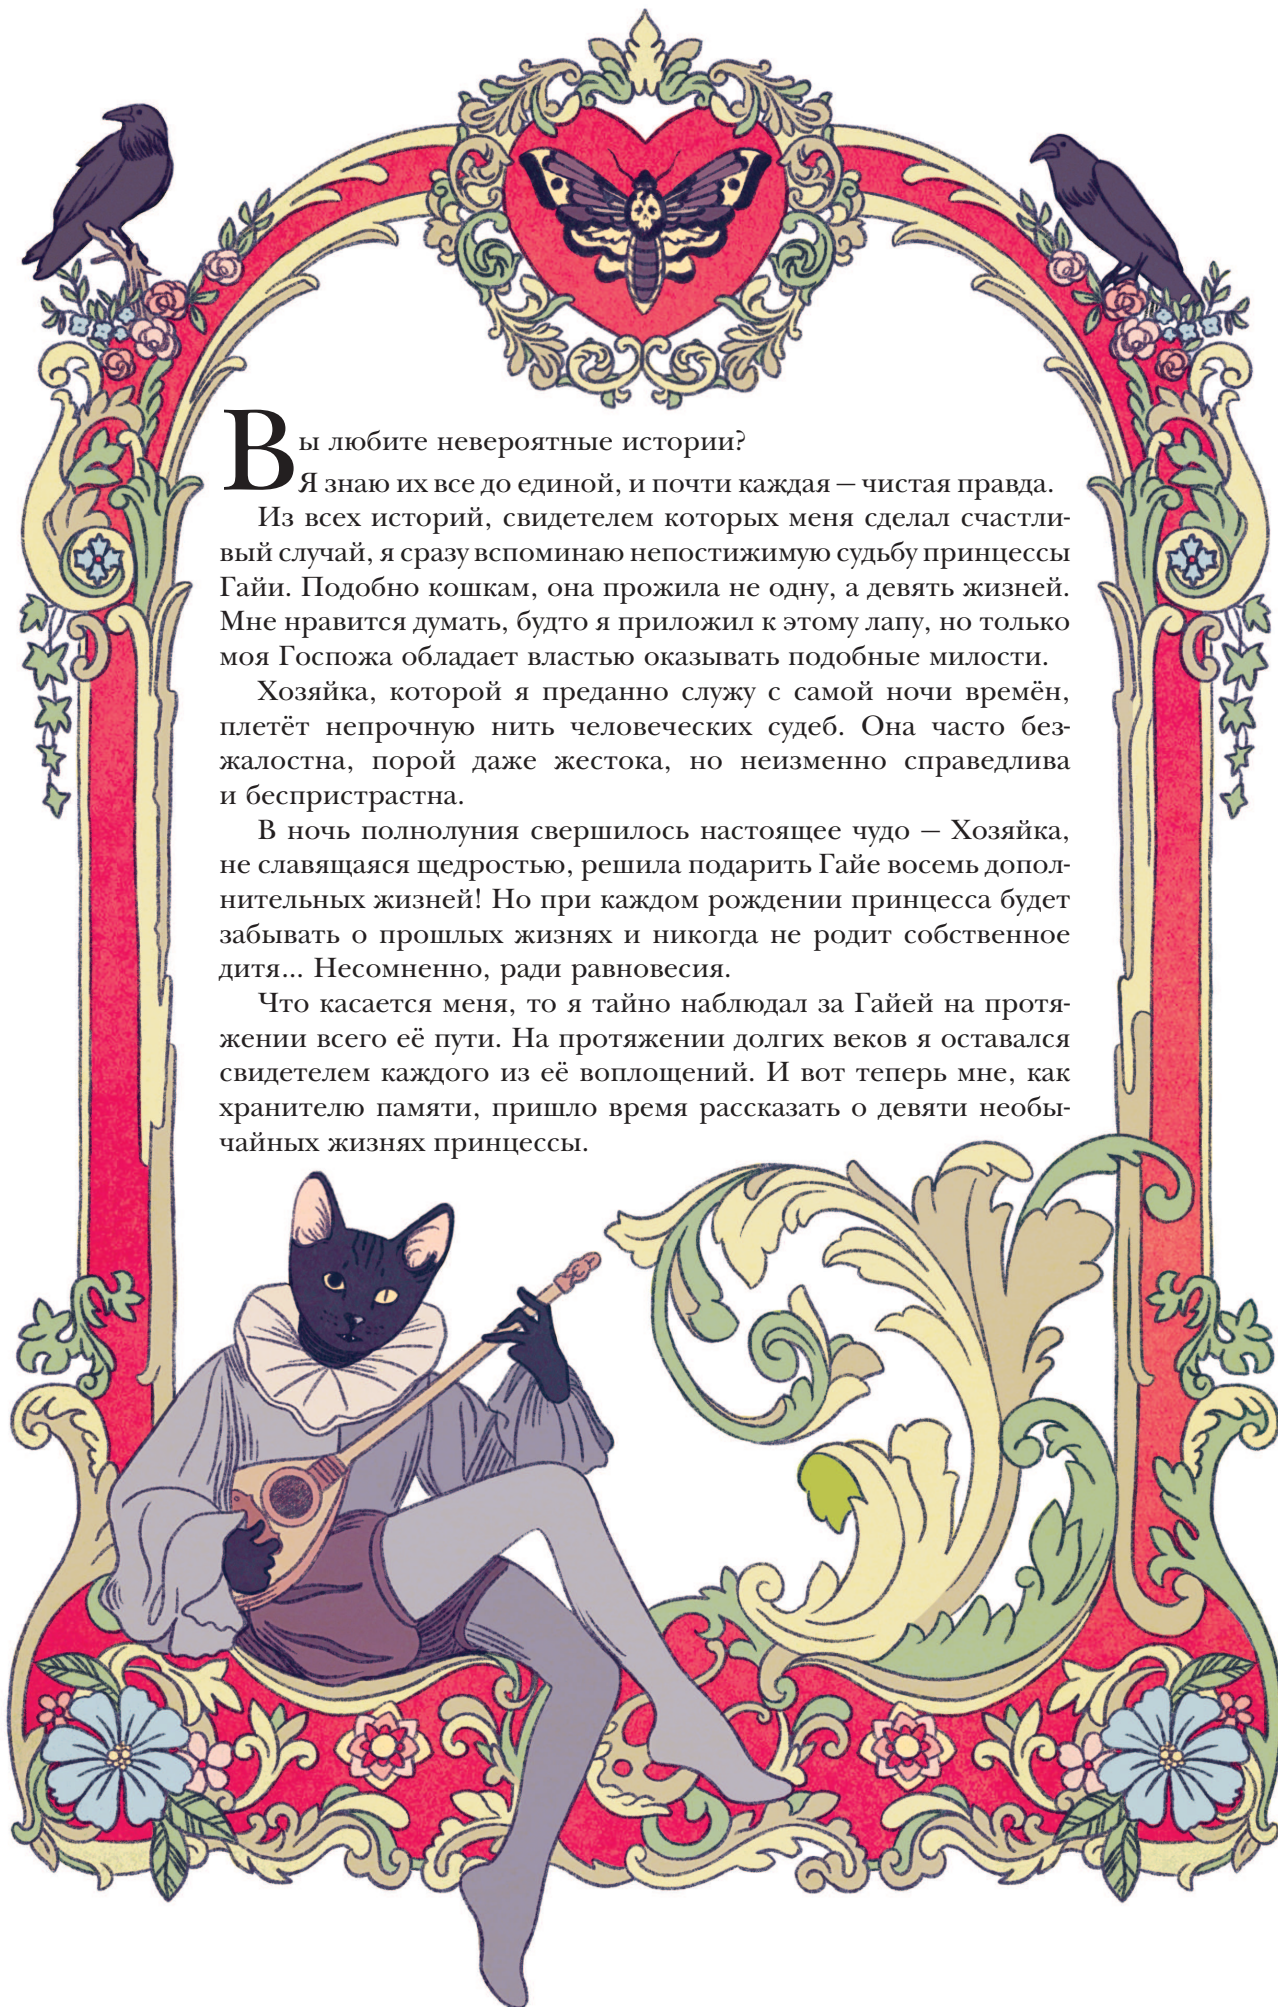 Вы любите невероятные истории?
Я знаю их все до единой, и почти каждая — чистая правда.
Из всех историй, свидетелем которых меня сделал счастли-
вый случай, я сразу вспоминаю непостижимую судьбу принцессы
Гайи. Подобно кошкам, она прожила не одну, а девять жизней.
Мне нравится думать, будто я приложил к этому лапу, но только
моя Госпожа обладает властью оказывать подобные милости.
Хозяйка, которой я преданно служу с самой ночи времён,
плетёт непрочную нить человеческих судеб. Она часто без-
жалостна, порой даже жестока, но неизменно справедлива
и беспристрастна.
В ночь полнолуния свершилось настоящее чудо — Хозяйка,
не славящаяся щедростью, решила подарить Гайе восемь допол-
нительных жизней! Но при каждом рождении принцесса будет
забывать о прошлых жизнях и никогда не родит собственное
дитя... Несомненно, ради равновесия.
Что касается меня, то я тайно наблюдал за Гайей на протя-
жении всего её пути. На протяжении долгих веков я оставался
свидетелем каждого из её воплощений. И вот теперь мне, как
хранителю памяти, пришло время рассказать о девяти необы-
чайных жизнях принцессы.